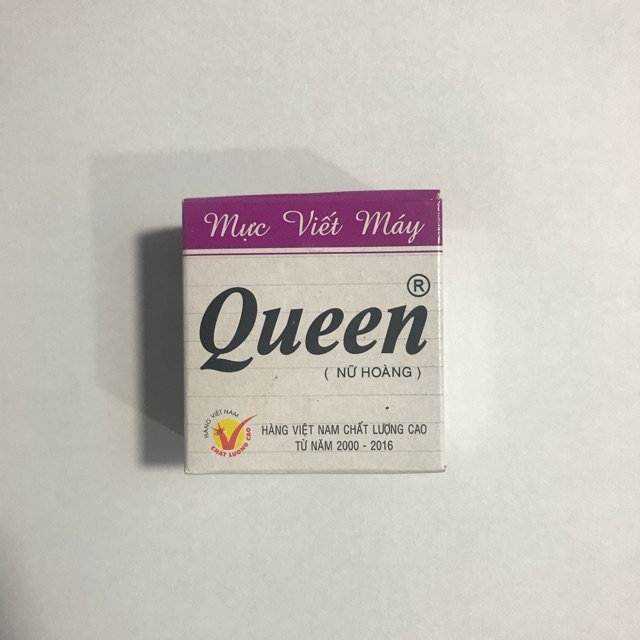 Mực Viết Máy
Queen®
( NỮ HOÀNG )
HÀNG VIỆT NAM
CHẤT LƯỢNG CAO
HÀNG VIỆT NAM CHẤT LƯỢNG CAO
TỪ NĂM 2000 - 2016